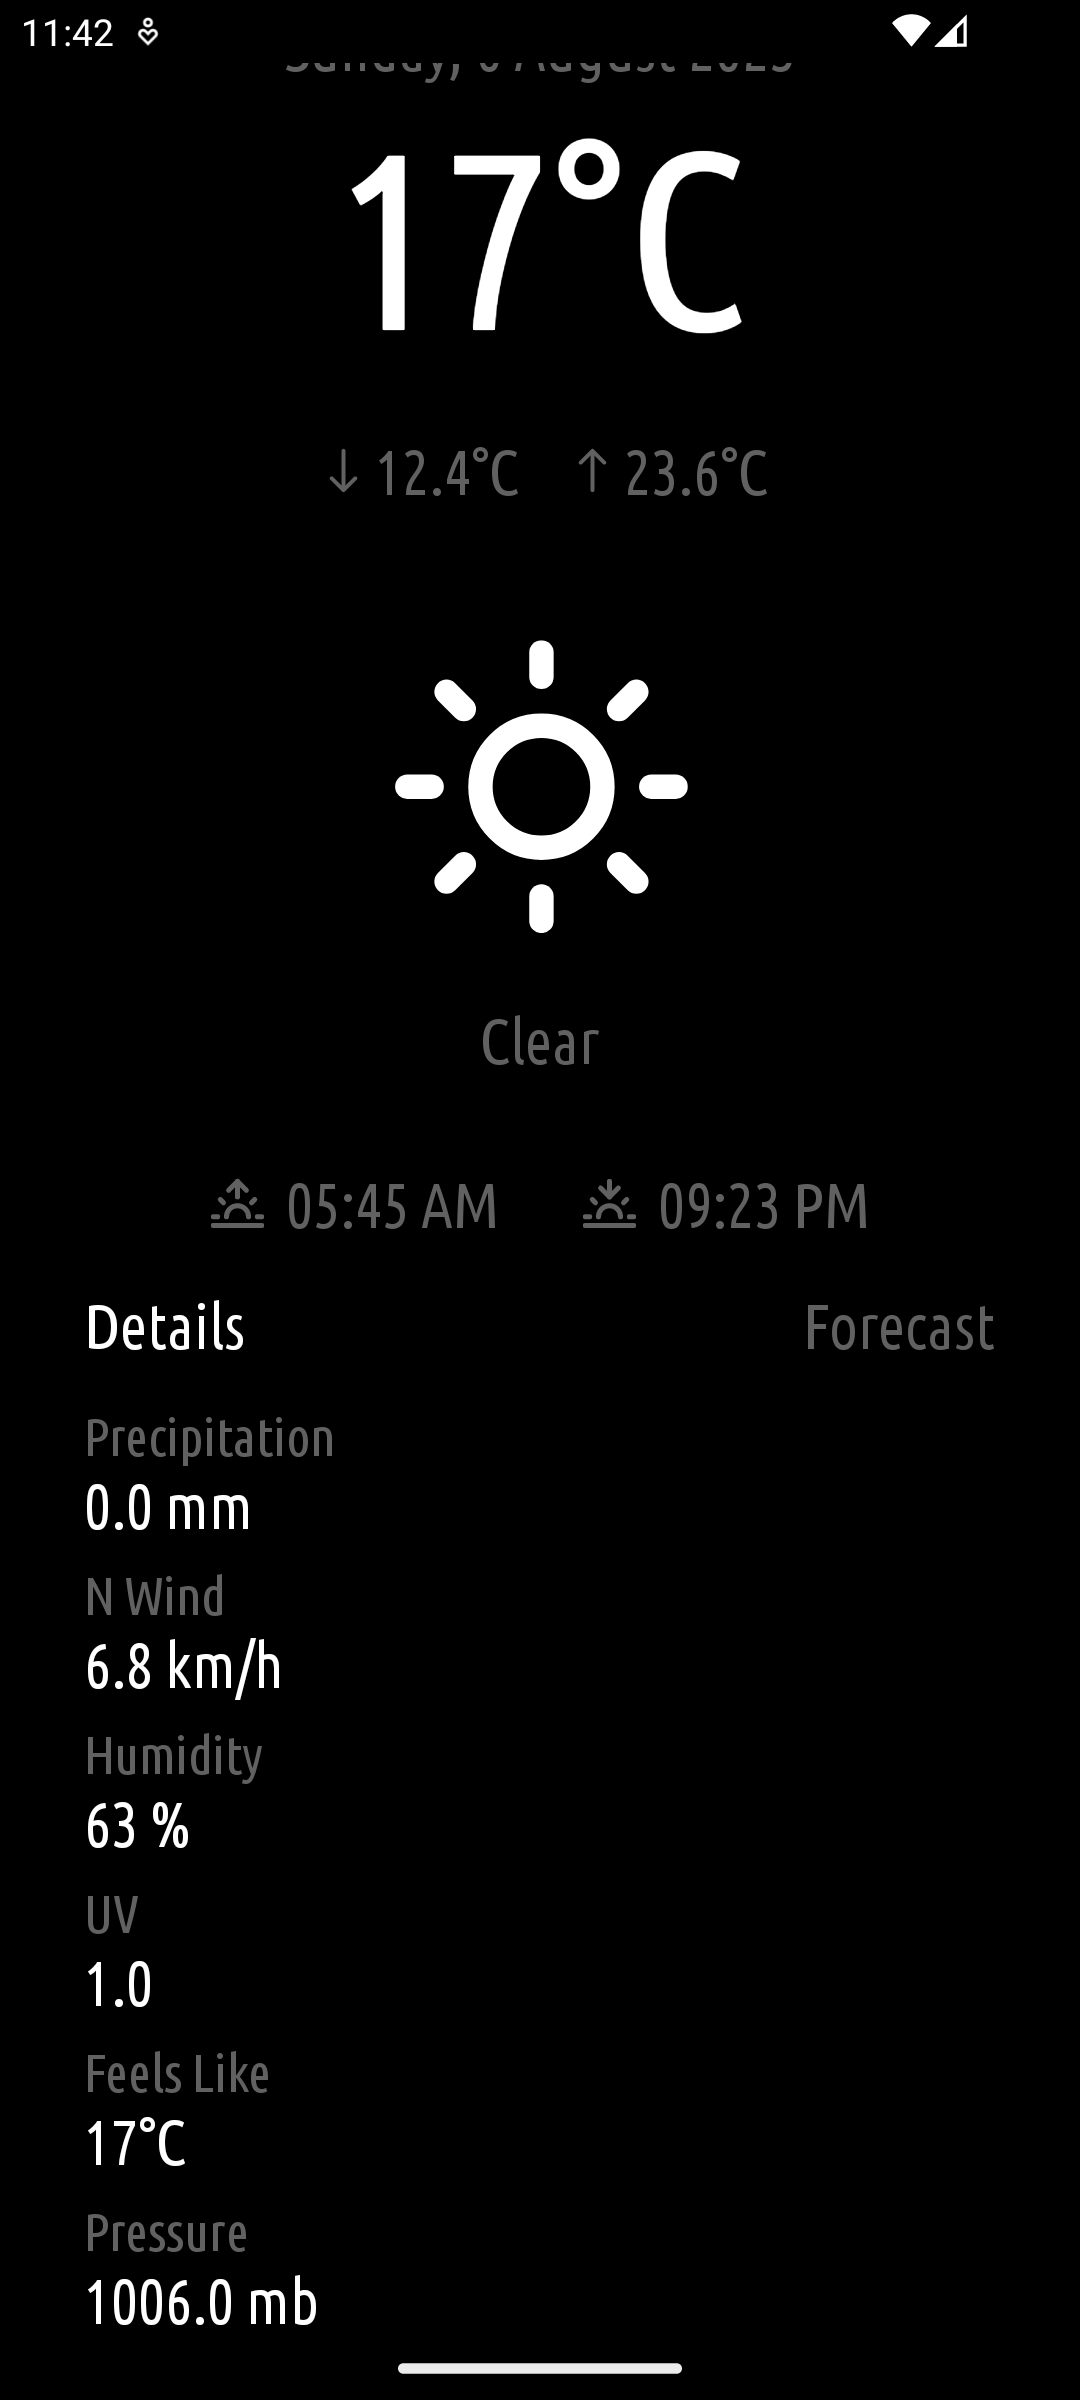 11:42
August
17°C
↓ 12.4°C ↑ 23.6°C
Clear
05:45 AM 09:23 PM
Details Forecast
Precipitation
0.0 mm
N Wind
6.8 km/h
Humidity
63 %
UV
1.0
Feels Like
17°C
Pressure
1006.0 mb